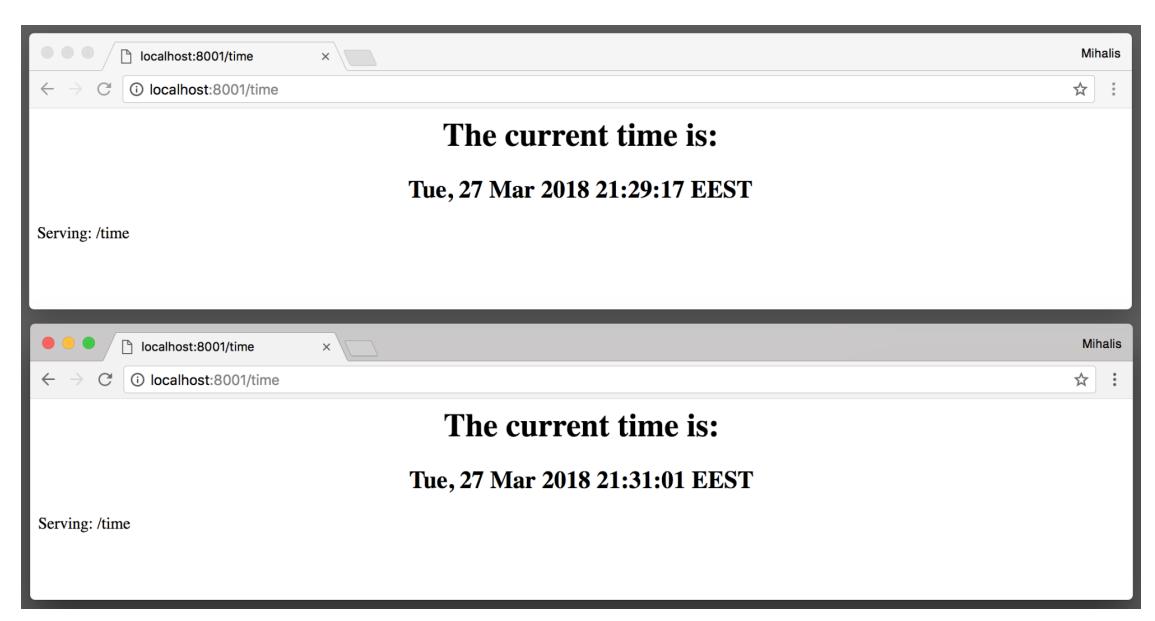 localhost:8001/time × Mihalis
localhost:8001/time
The current time is:
Tue, 27 Mar 2018 21:29:17 EEST
Serving: /time
localhost:8001/time × Mihalis
localhost:8001/time
The current time is:
Tue, 27 Mar 2018 21:31:01 EEST
Serving: /time